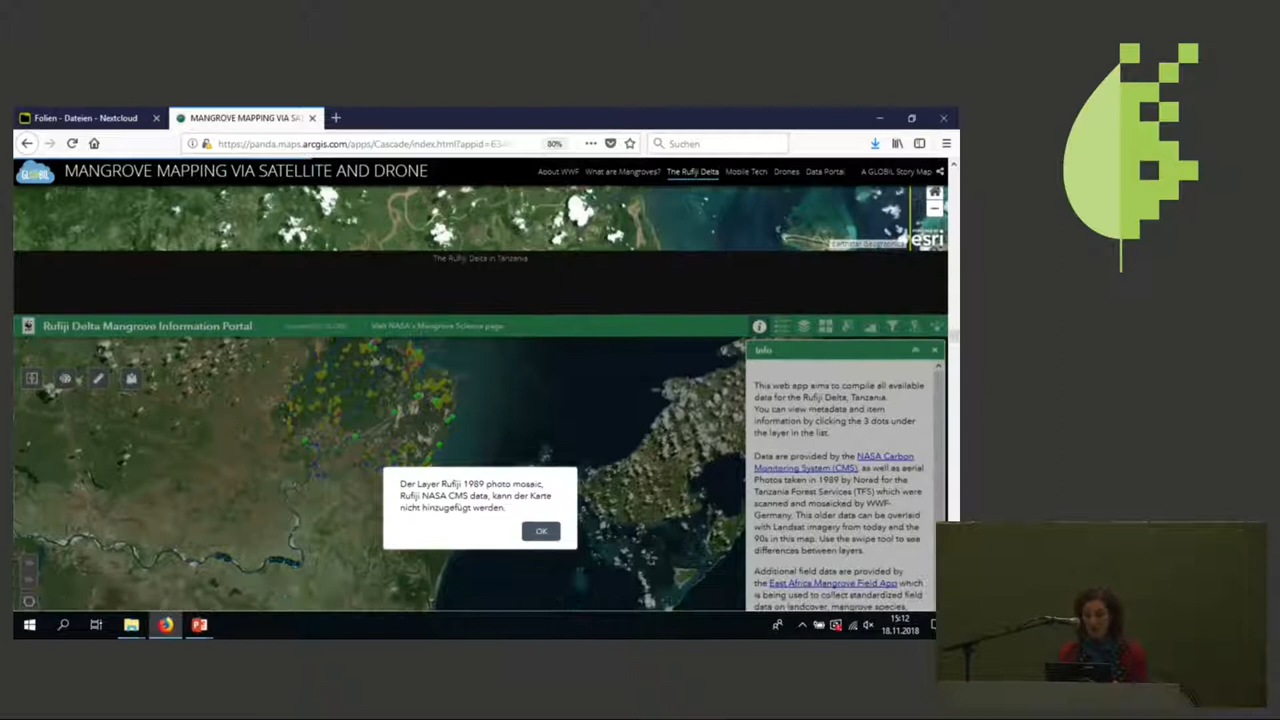 Folien - Dateien - Nextcloud
MANGROVE MAPPING VIA SA
https://panda.maps.arcgis.com/apps/Cascade/index.html?appid=634
80%
Suchen
GLOBIL
MANGROVE MAPPING VIA SATELLITE AND DRONE
About WWF What are Mangroves? The Rufiji Delta Mobile Tech Drones Data Portal A GLOBIL Story Map
Earthstar Geographics
esri
The Rufiji Delta in Tanzania
Rufiji Delta Mangrove Information Portal
Visit NASA's Mangrove Science page
Info
This web app aims to compile all available
data for the Rufiji Delta, Tanzania.
You can view metadata and item
information by clicking the 3 dots under
the layer in the list.
Data are provided by the NASA Carbon
Monitoring System (CMS), as well as aerial
Photos taken in 1989 by Norad for the
Tanzania Forest Services (TFS) which were
scanned and mosaicked by WWF-
Germany. This older data can be overlaid
with Landsat imagery from today and the
90s in this map. Use the swipe tool to see
differences between layers.
Additional field data are provided by
the East Africa Mangrove Field App which
is being used to collect standardized field
data on landcover, mangrove species,
Der Layer Rufiji 1989 photo mosaic,
Rufiji NASA CMS data, kann der Karte
nicht hinzugefügt werden.
OK
15:12
18.11.2018